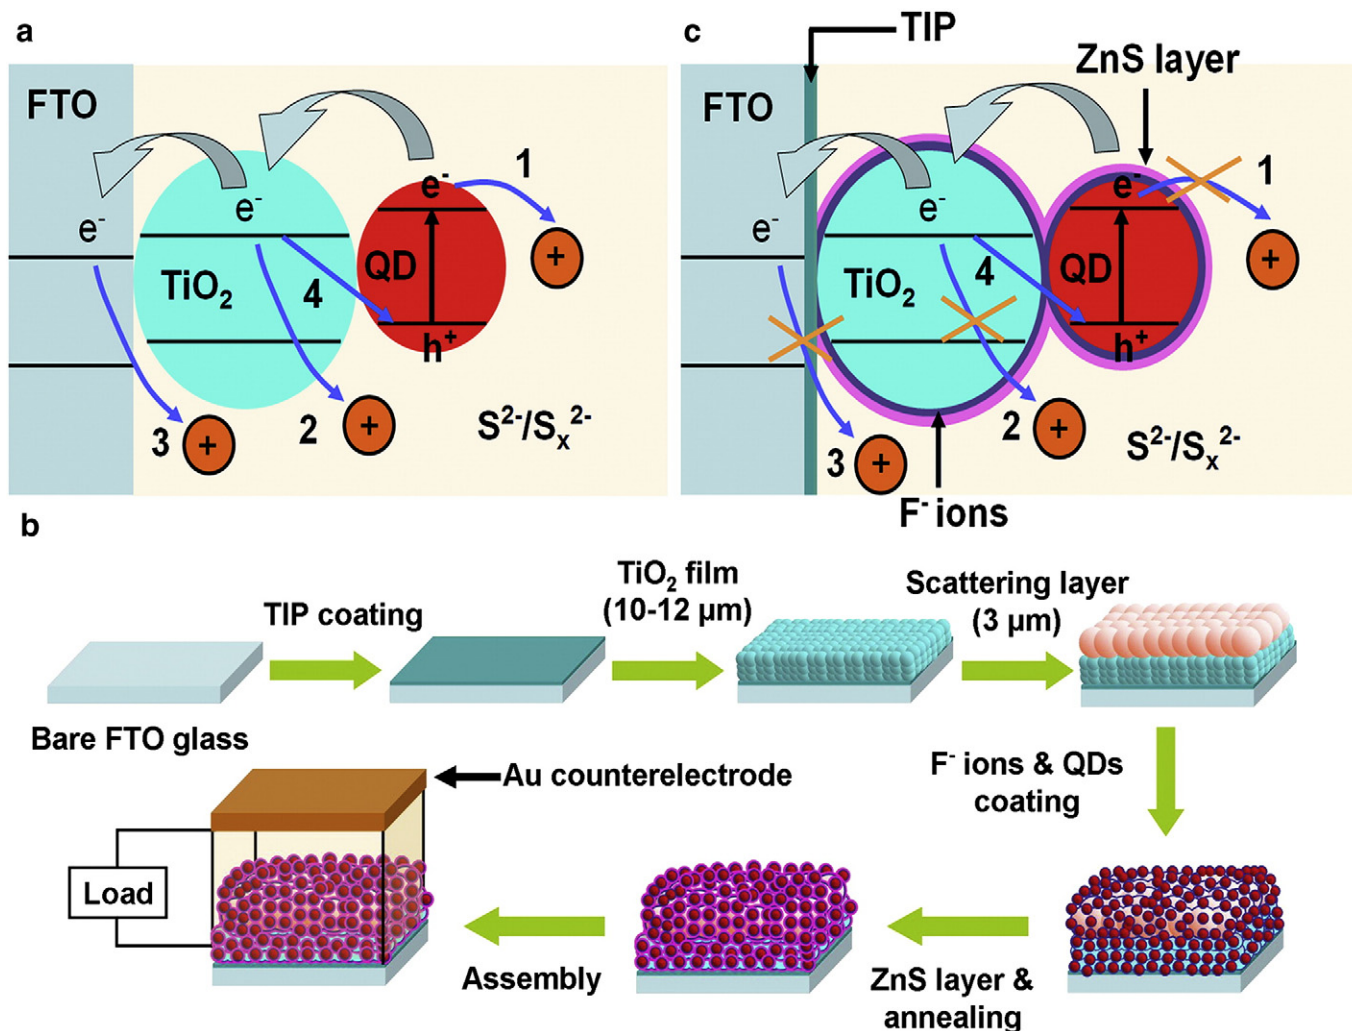 a
FTO
e⁻
e⁻
TiO₂
4
e⁻
QD
h⁺
1
+
2
+
3
+
S²⁻/Sₓ²⁻
c
TIP
ZnS layer
FTO
e⁻
e⁻
TiO₂
4
e⁻
QD
h⁺
1
+
2
+
3
+
S²⁻/Sₓ²⁻
F⁻ ions
b
Bare FTO glass
TIP coating
TiO₂ film
(10-12 µm)
Scattering layer
(3 µm)
F⁻ ions & QDs
coating
ZnS layer &
annealing
Assembly
Au counterelectrode
Load